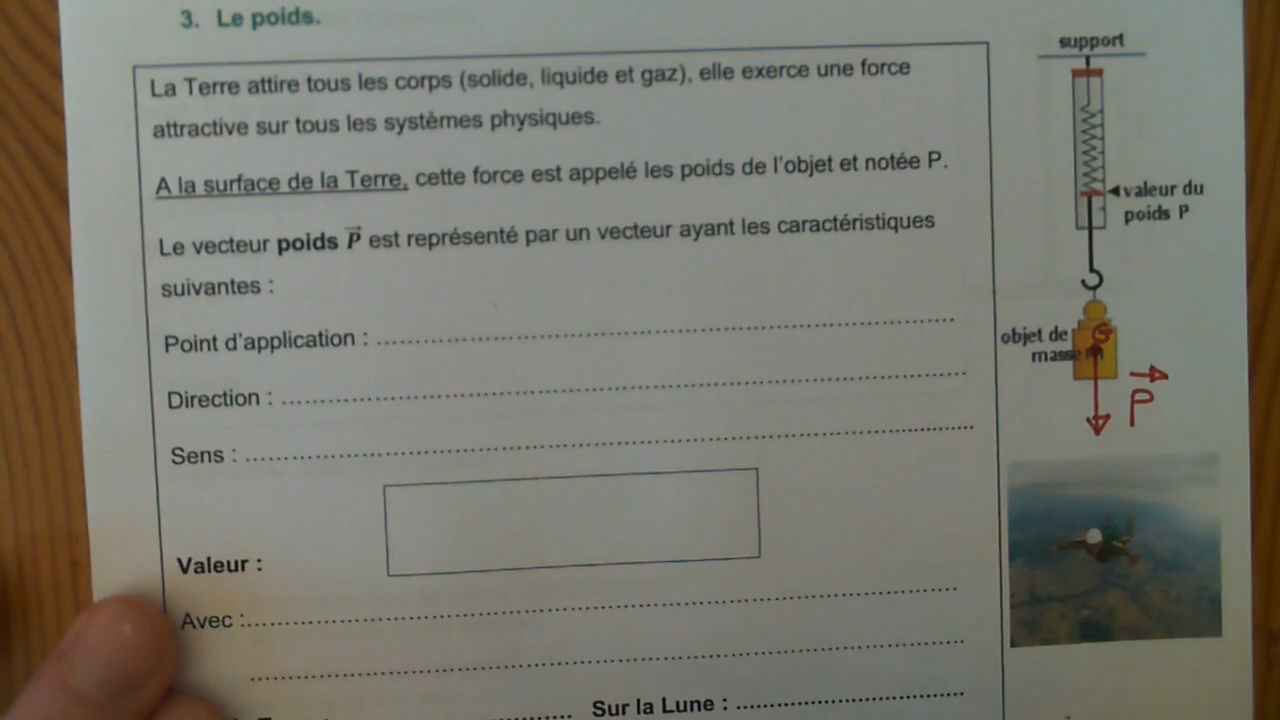 3. Le poids.
La Terre attire tous les corps (solide, liquide et gaz), elle exerce une force
attractive sur tous les systèmes physiques.
A la surface de la Terre, cette force est appelé les poids de l'objet et notée P.
Le vecteur poids P⃗ est représenté par un vecteur ayant les caractéristiques
suivantes :
Point d'application : ........................................................................
Direction : ........................................................................
Sens : ........................................................................
Valeur :
Avec :........................................................................
........................................................................
Sur la Lune : ..............................
support
valeur du
poids P
objet de
masse m
G
P⃗